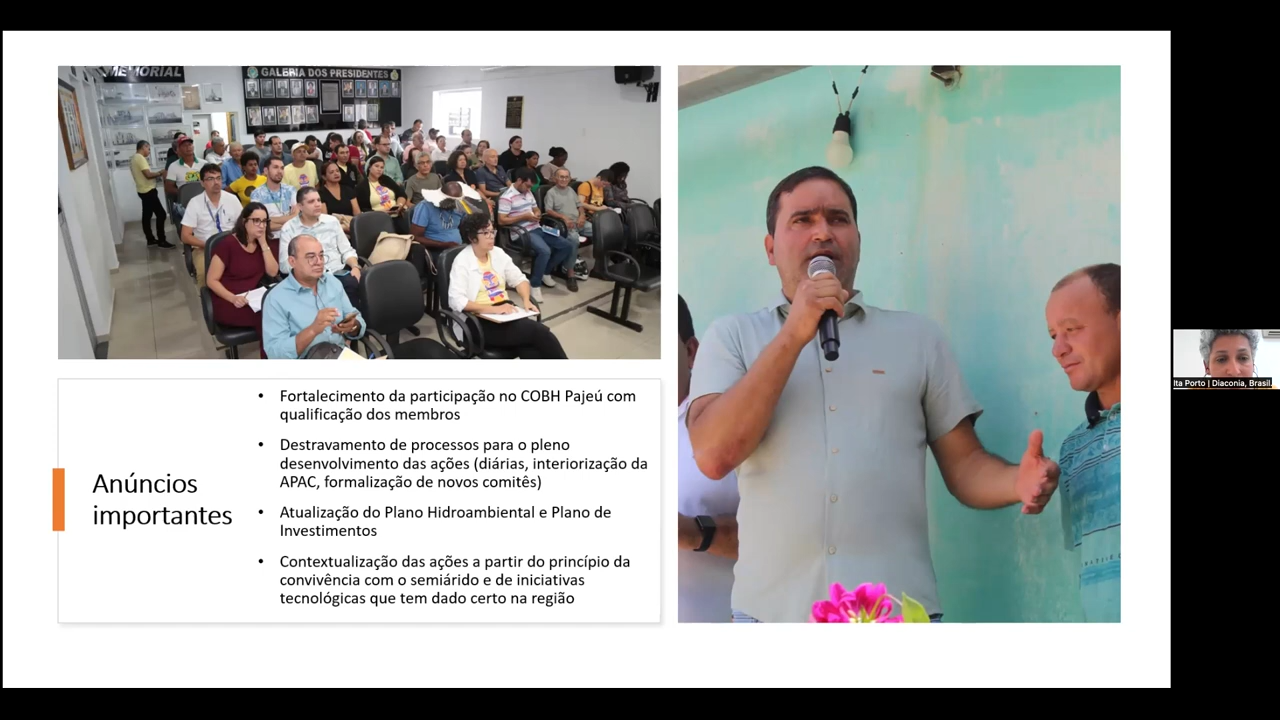 MEMORIAL
GALERIA DOS PRESIDENTES
Anúncios
importantes
• Fortalecimento da participação no COBH Pajeú com
qualificação dos membros
• Destravamento de processos para o pleno
desenvolvimento das ações (diárias, interiorização da
APAC, formalização de novos comitês)
• Atualização do Plano Hidroambiental e Plano de
Investimentos
• Contextualização das ações a partir do princípio da
convivência com o semiárido e de iniciativas
tecnológicas que tem dado certo na região
Ita Porto | Diaconia, Brasil.